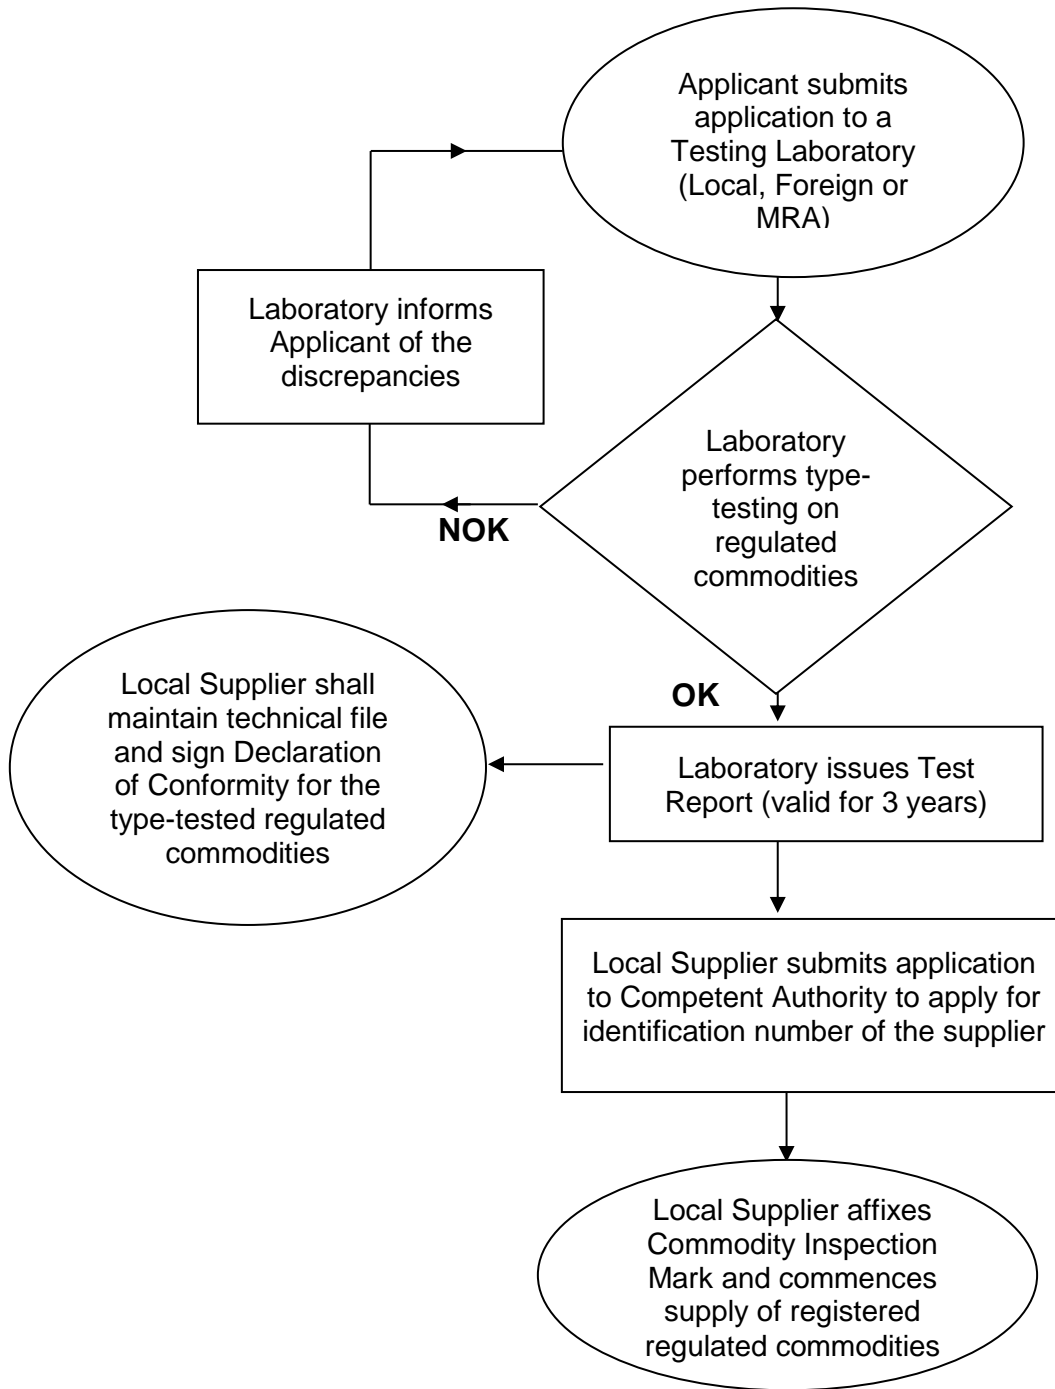 Applicant submits
application to a
Testing Laboratory
(Local, Foreign or
MRA)
Laboratory informs
Applicant of the
discrepancies
Laboratory
performs type-
testing on
regulated
commodities
NOK
OK
Local Supplier shall
maintain technical file
and sign Declaration
of Conformity for the
type-tested regulated
commodities
Laboratory issues Test
Report (valid for 3 years)
Local Supplier submits application
to Competent Authority to apply for
identification number of the supplier
Local Supplier affixes
Commodity Inspection
Mark and commences
supply of registered
regulated commodities